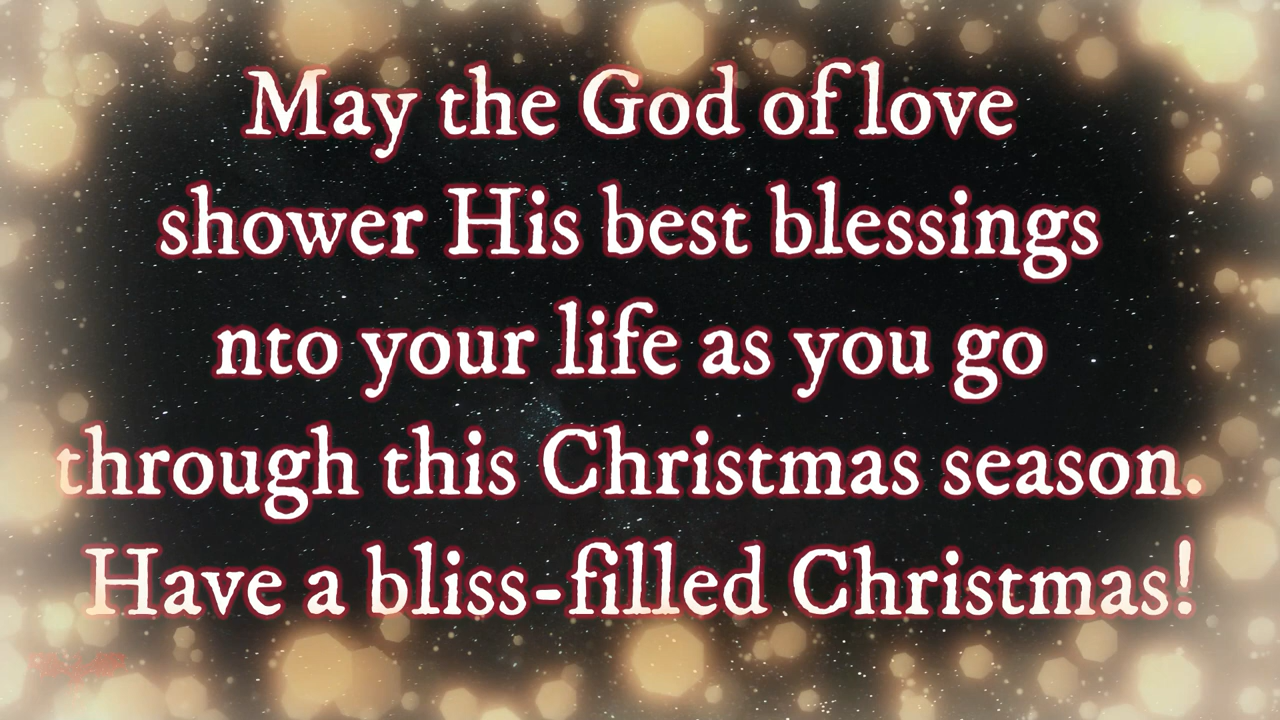 May the God of love
shower His best blessings
nto your life as you go
through this Christmas season.
Have a bliss-filled Christmas!